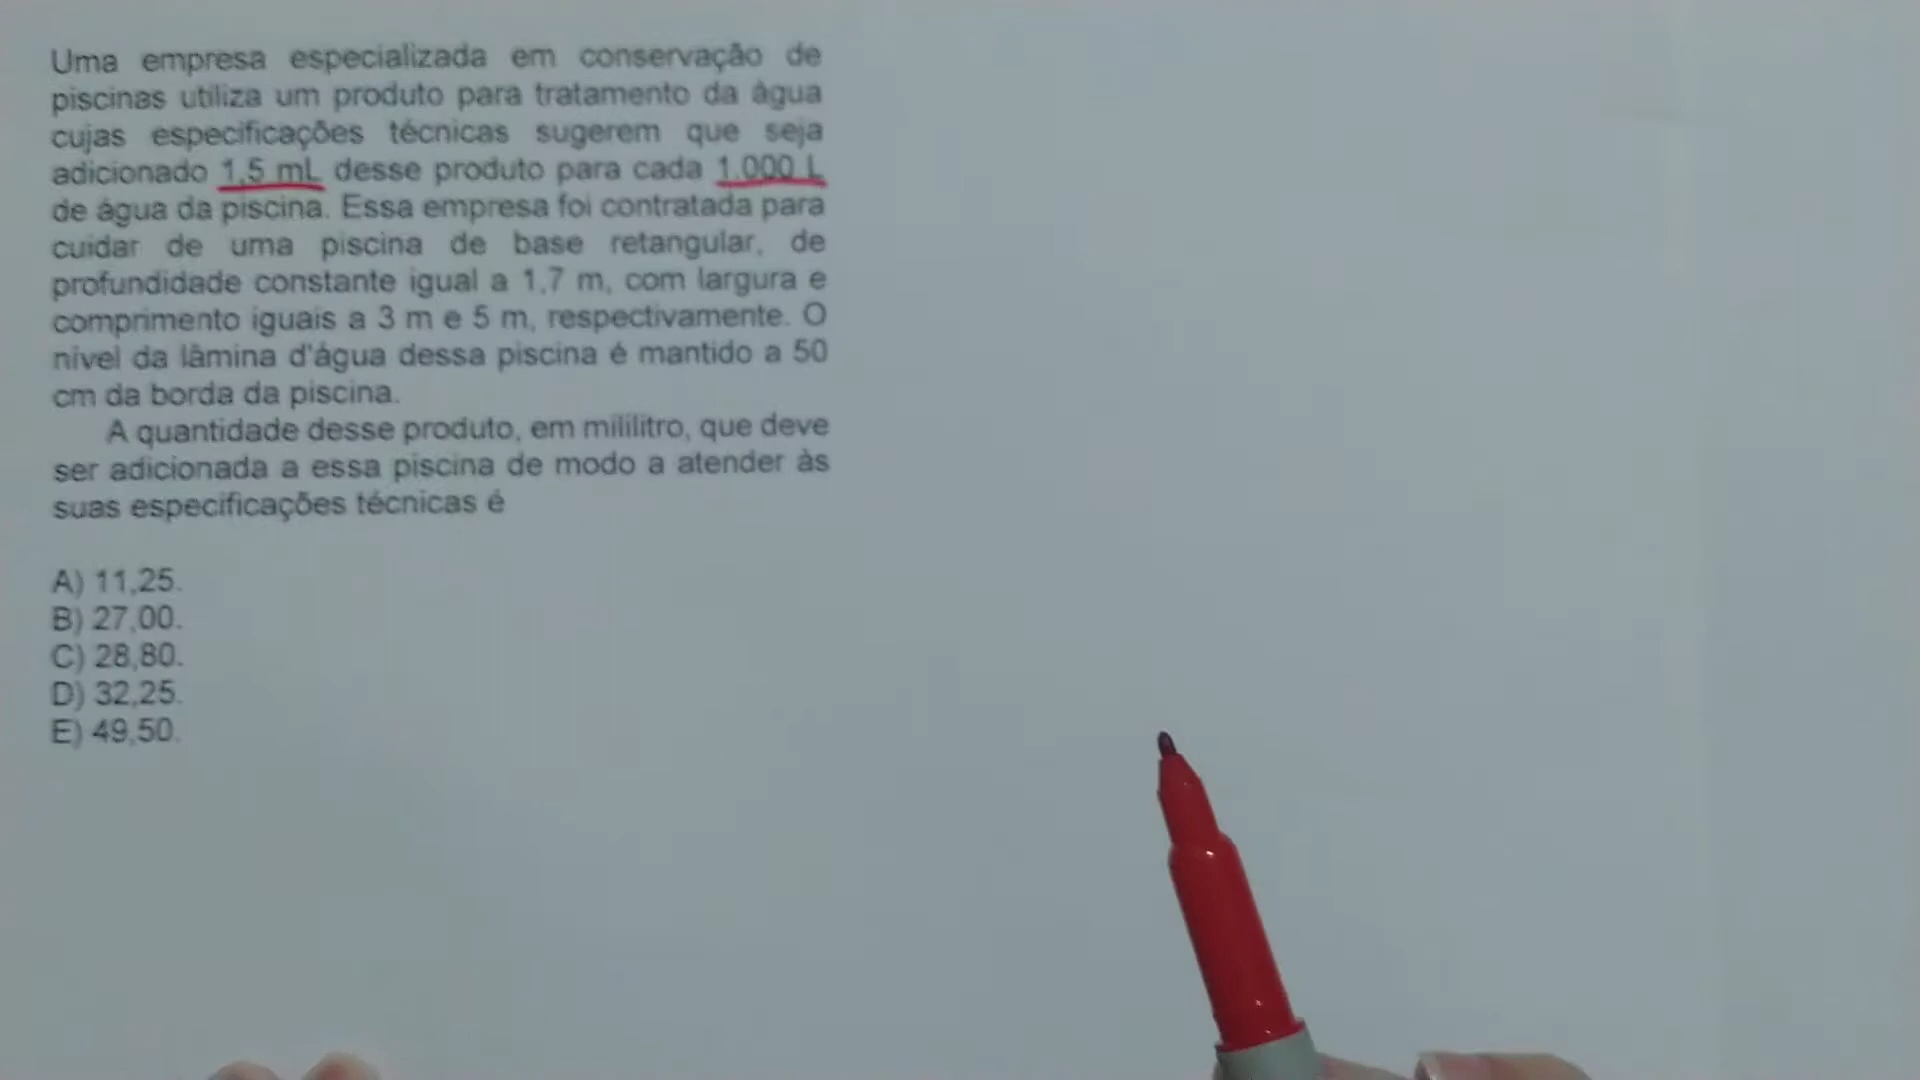 Uma empresa especializada em conservação de
piscinas utiliza um produto para tratamento da água
cujas especificações técnicas sugerem que seja
adicionado 1,5 mL desse produto para cada 1.000 L
de água da piscina. Essa empresa foi contratada para
cuidar de uma piscina de base retangular, de
profundidade constante igual a 1,7 m, com largura e
comprimento iguais a 3 m e 5 m, respectivamente. O
nível da lâmina d'água dessa piscina é mantido a 50
cm da borda da piscina.
A quantidade desse produto, em mililitro, que deve
ser adicionada a essa piscina de modo a atender às
suas especificações técnicas é
A) 11,25.
B) 27,00.
C) 28,80.
D) 32,25.
E) 49,50.